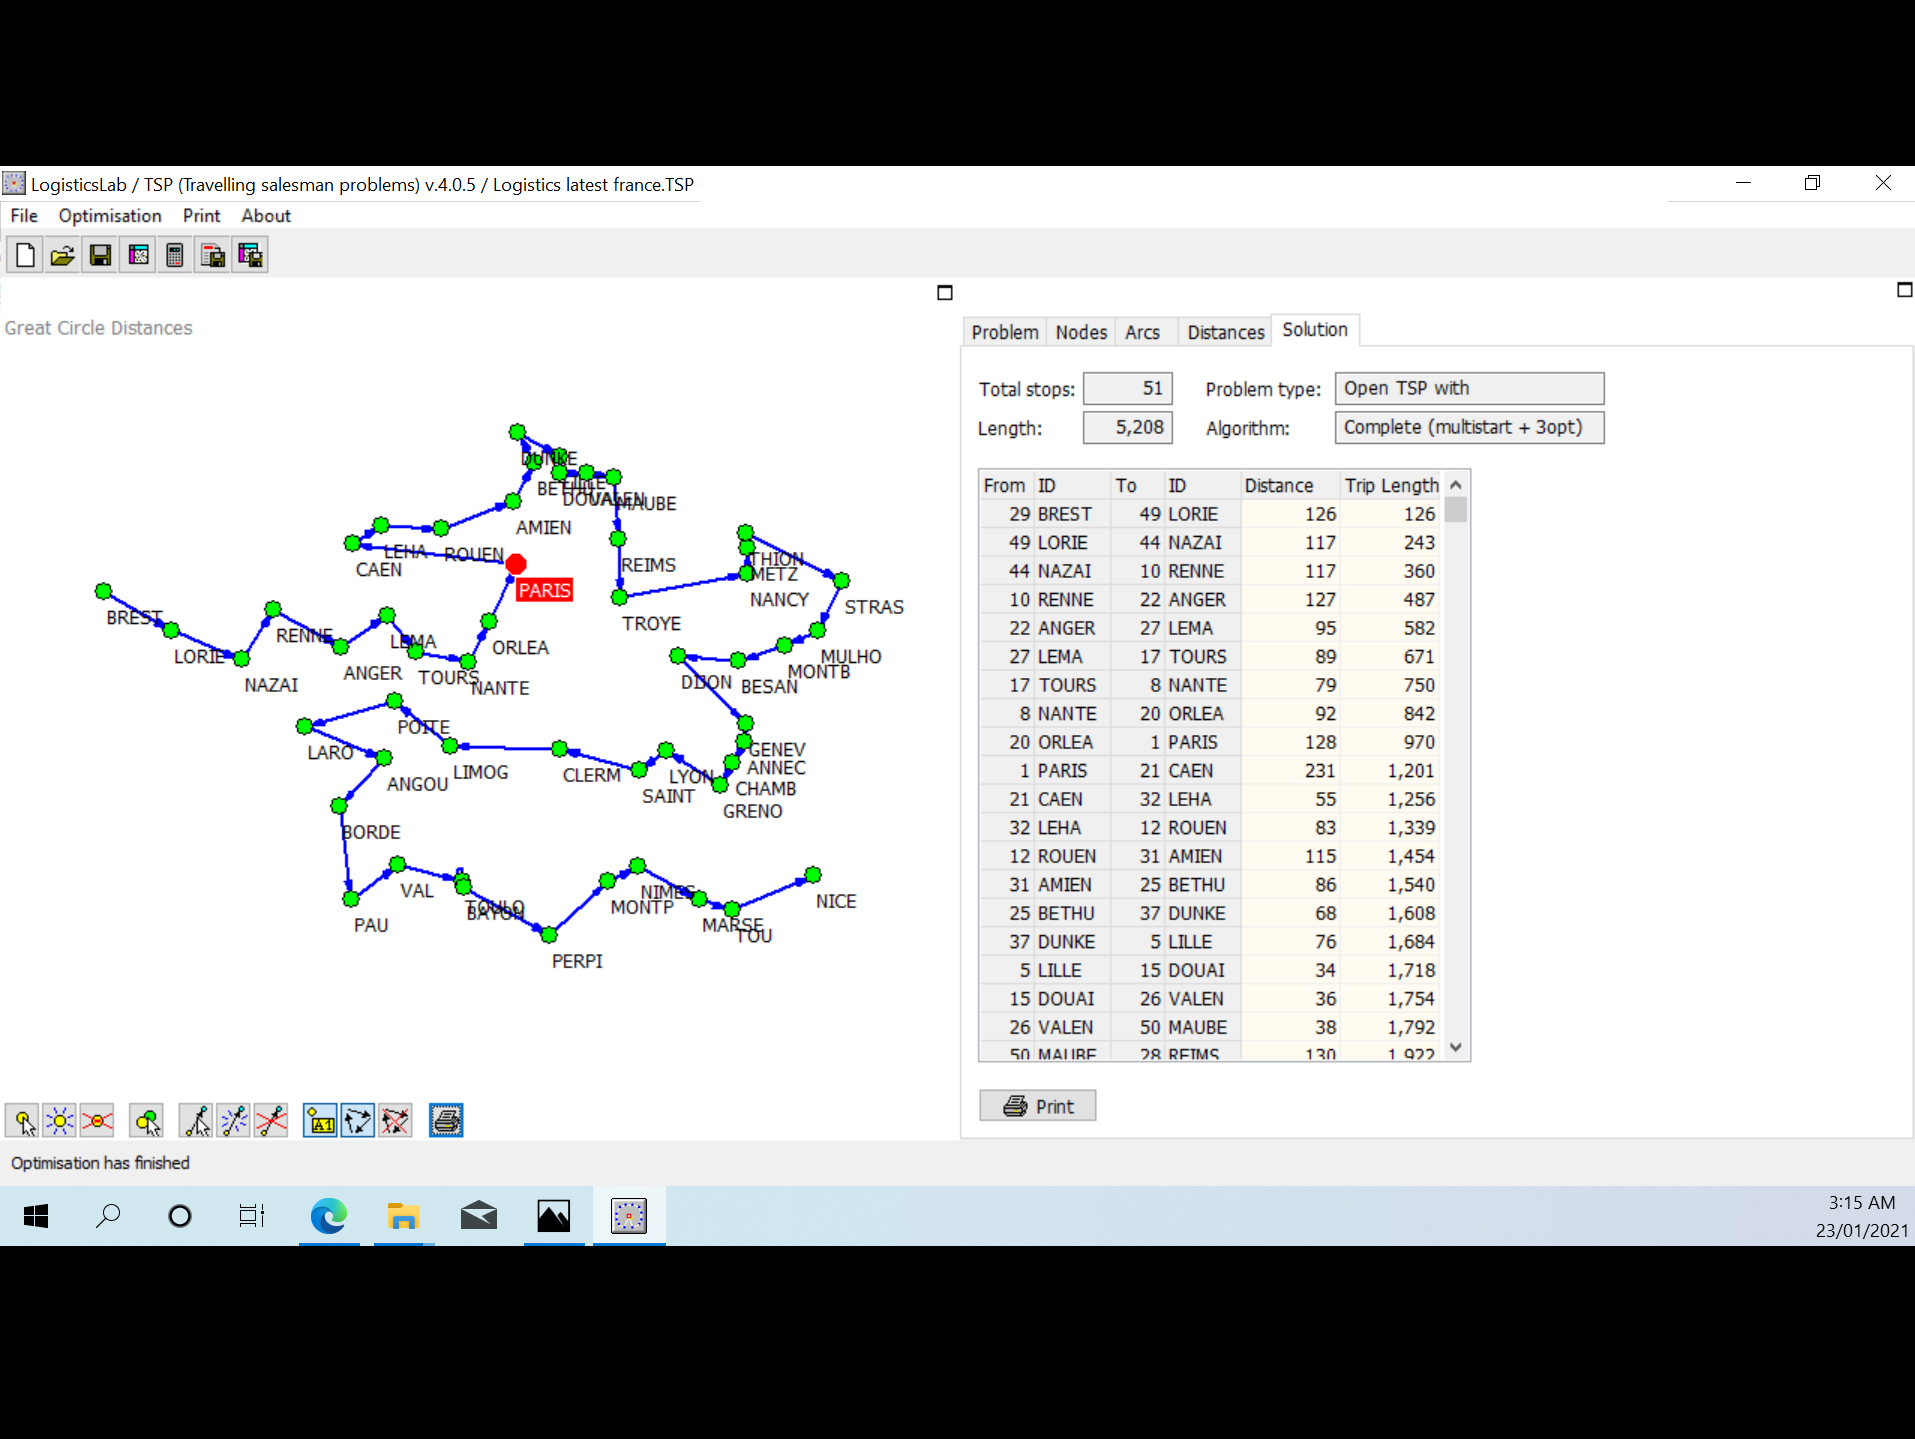 LogisticsLab / TSP (Travelling salesman problems) v.4.0.5 / Logistics latest france.TSP
File Optimisation Print About
Great Circle Distances
DUNKE
BETHU
LILLE
DOUAI
VALEN
MAUBE
AMIEN
LEHA
ROUEN
CAEN
REIMS
THION
METZ
NANCY
PARIS
STRAS
BREST
TROYE
RENNE
LEMA
ORLEA
LORIE
MULHO
ANGER
TOURS
MONTB
NAZAI
NANTE
DIJON
BESAN
POITE
LARO
GENEV
LIMOG
CLERM
LYON
ANNEC
ANGOU
SAINT
CHAMB
GRENO
BORDE
VAL
NIMES
NICE
TOULO
BAYON
MONTP
PAU
MARSE
TOU
PERPI
Problem Nodes Arcs Distances Solution
Total stops: 51 Problem type: Open TSP with
Length: 5,208 Algorithm: Complete (multistart + 3opt)
From ID To ID Distance Trip Length
29 BREST 49 LORIE 126 126
49 LORIE 44 NAZAI 117 243
44 NAZAI 10 RENNE 117 360
10 RENNE 22 ANGER 127 487
22 ANGER 27 LEMA 95 582
27 LEMA 17 TOURS 89 671
17 TOURS 8 NANTE 79 750
8 NANTE 20 ORLEA 92 842
20 ORLEA 1 PARIS 128 970
1 PARIS 21 CAEN 231 1,201
21 CAEN 32 LEHA 55 1,256
32 LEHA 12 ROUEN 83 1,339
12 ROUEN 31 AMIEN 115 1,454
31 AMIEN 25 BETHU 86 1,540
25 BETHU 37 DUNKE 68 1,608
37 DUNKE 5 LILLE 76 1,684
5 LILLE 15 DOUAI 34 1,718
15 DOUAI 26 VALEN 36 1,754
26 VALEN 50 MAUBE 38 1,792
50 MAUBE 28 REIMS 130 1,922
Print
A1
Optimisation has finished
3:15 AM
23/01/2021